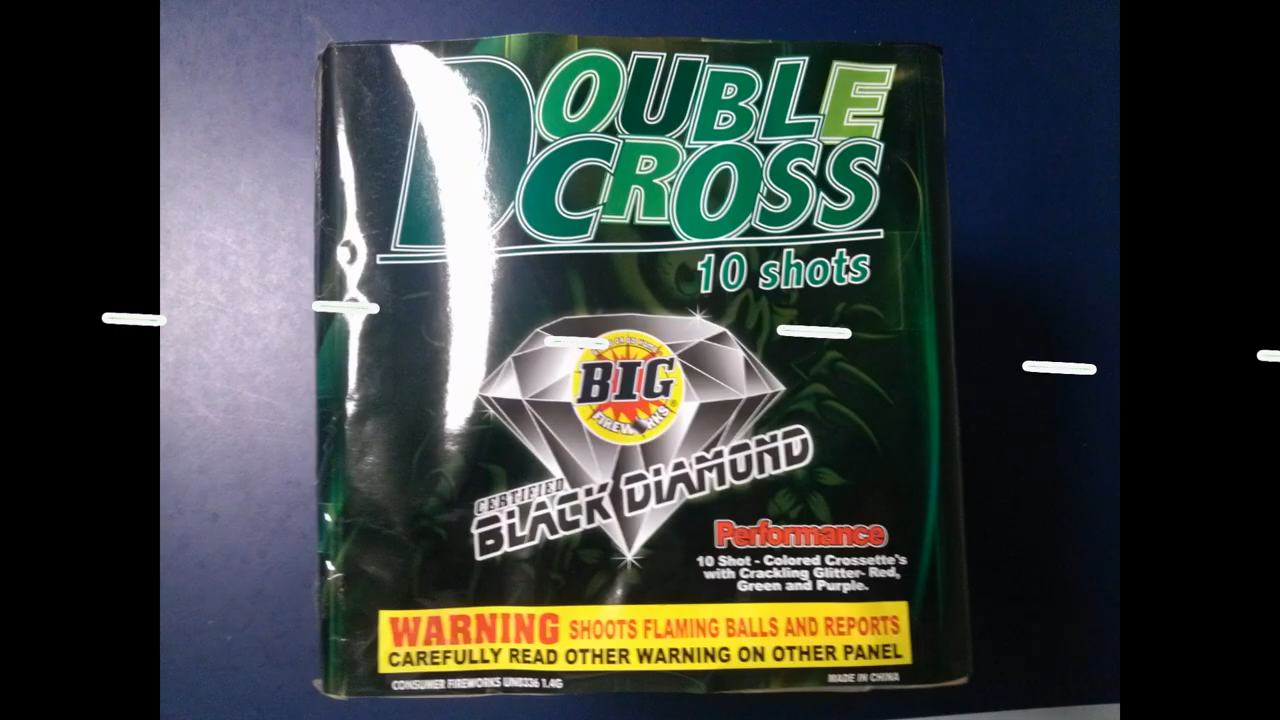 DOUBLE
CROSS
10 shots
BIG
FIREWORKS®
CERTIFIED
BLACK DIAMOND
Performance
10 Shot - Colored Crossette's
with Crackling Glitter- Red,
Green and Purple.
WARNING SHOOTS FLAMING BALLS AND REPORTS
CAREFULLY READ OTHER WARNING ON OTHER PANEL
CONSUMER FIREWORKS UN0336 1.4G
MADE IN CHINA